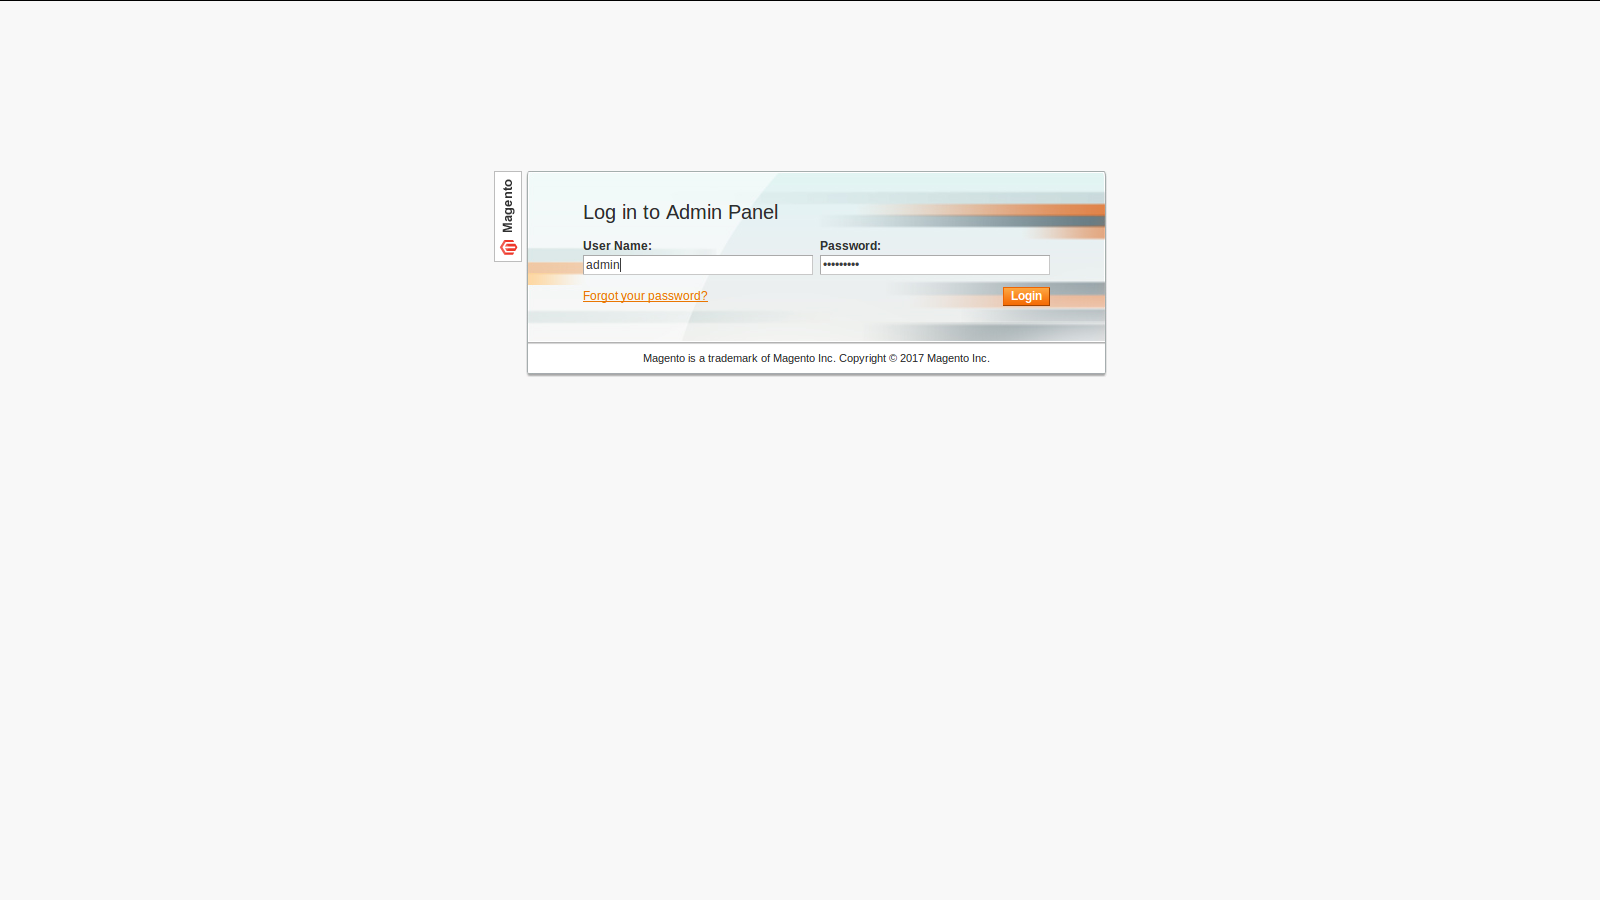 Magento
Log in to Admin Panel
User Name: Password:
admin •••••••••
Forgot your password? Login
Magento is a trademark of Magento Inc. Copyright © 2017 Magento Inc.